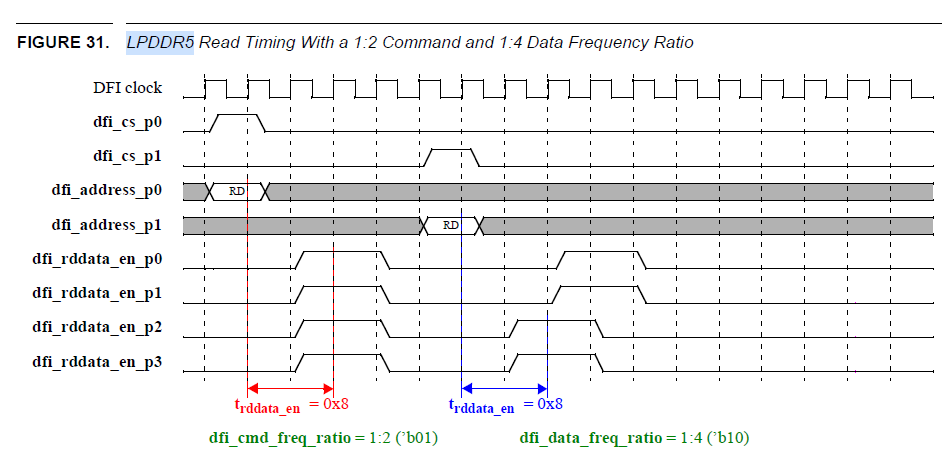 FIGURE 31. LPDDR5 Read Timing With a 1:2 Command and 1:4 Data Frequency Ratio
DFI clock
dfi_cs_p0
dfi_cs_p1
dfi_address_p0 RD
dfi_address_p1 RD
dfi_rddata_en_p0
dfi_rddata_en_p1
dfi_rddata_en_p2
dfi_rddata_en_p3
trddata_en = 0x8 trddata_en = 0x8
dfi_cmd_freq_ratio = 1:2 (’b01) dfi_data_freq_ratio = 1:4 (’b10)